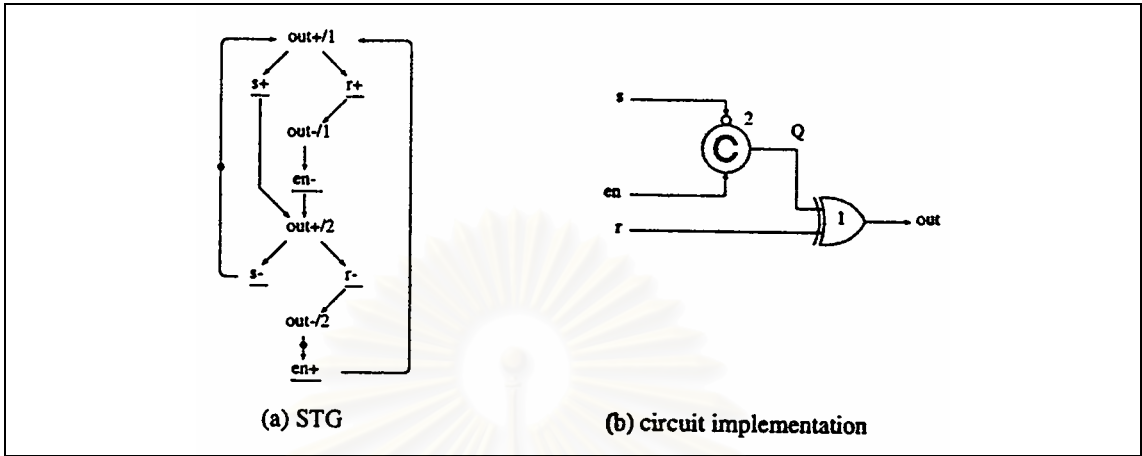 out+/1
s+
r+
out-/1
en-
out+/2
s-
r-
out-/2
en+
(a) STG
s
2
Q
C
en
r
1
out
(b) circuit implementation